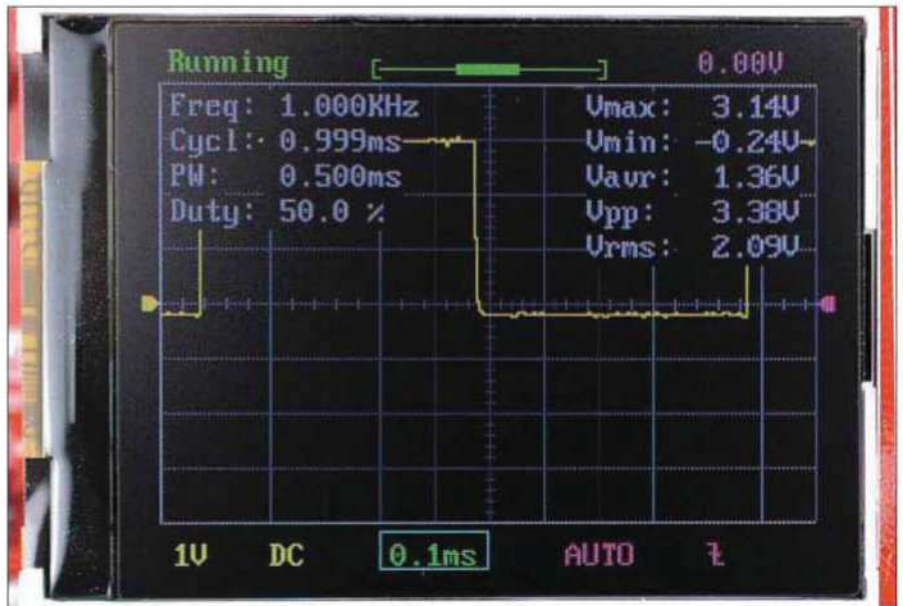 Running 0.00V
Freq: 1.000KHz Vmax: 3.14V
Cycl: 0.999ms Vmin: -0.24V
PW: 0.500ms Vavr: 1.36V
Duty: 50.0 % Vpp: 3.38V
Vrms: 2.09V
1V DC 0.1ms AUTO